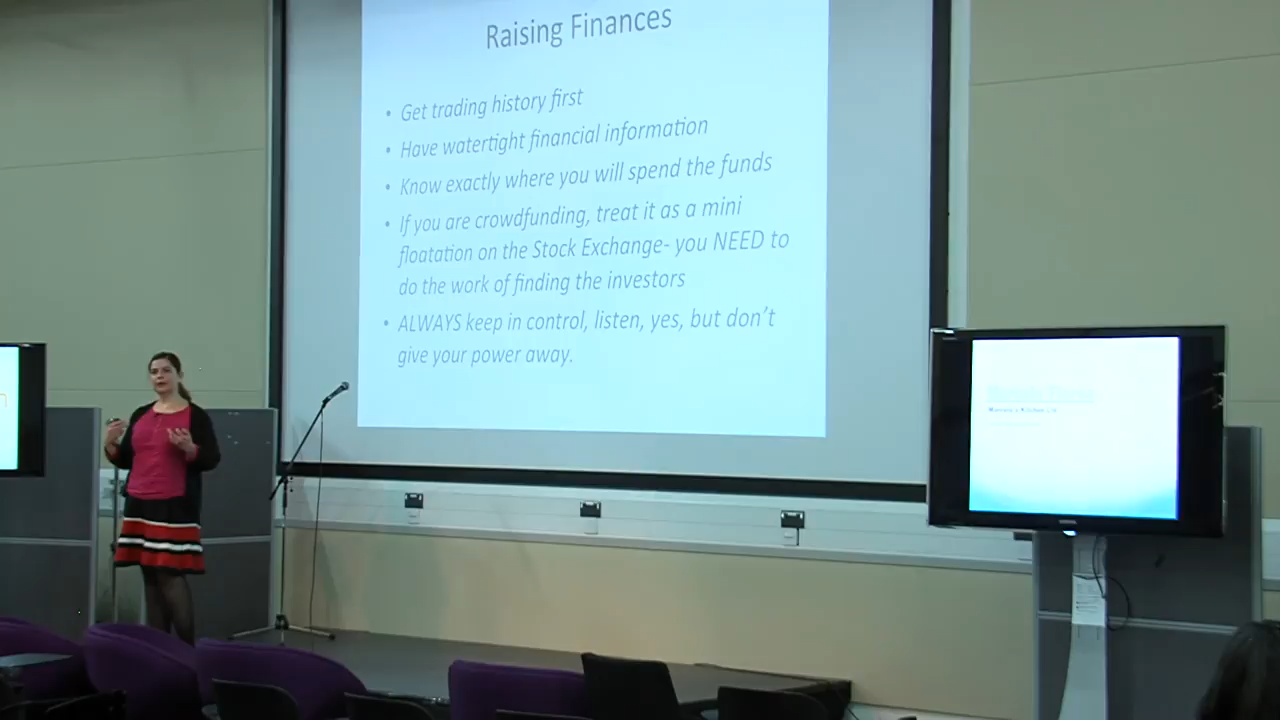 Raising Finances
• Get trading history first
• Have watertight financial information
• Know exactly where you will spend the funds
• If you are crowdfunding, treat it as a mini
floatation on the Stock Exchange- you NEED to
do the work of finding the investors
• ALWAYS keep in control, listen, yes, but don't
give your power away.